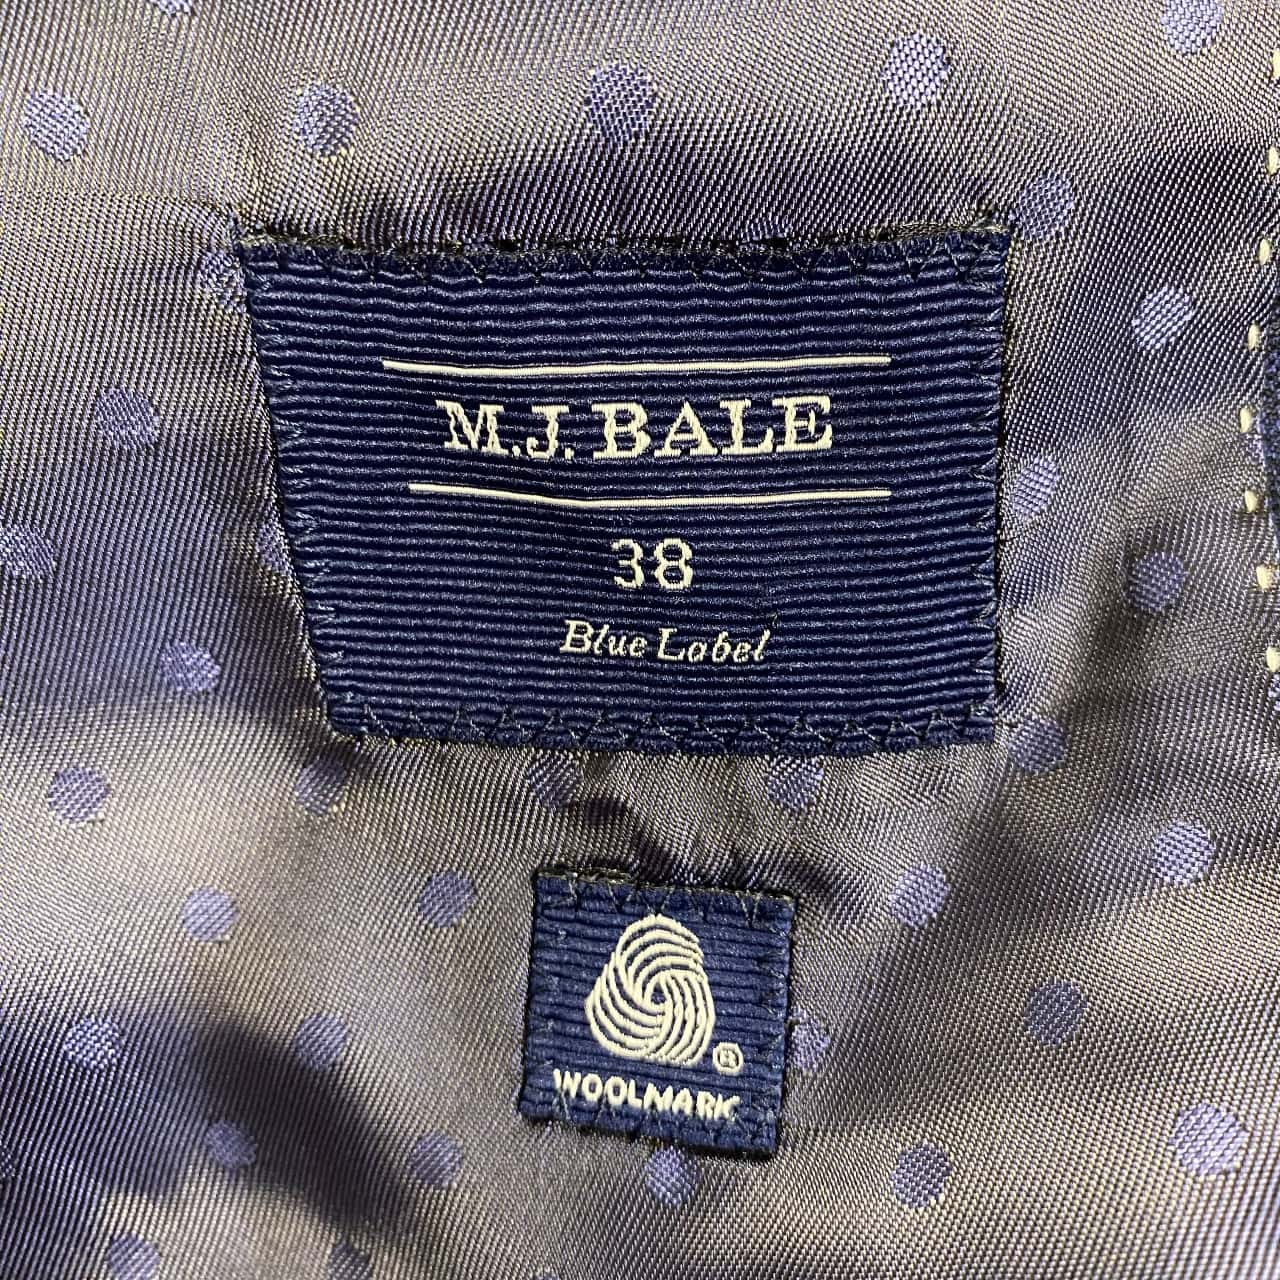 M.J. BALE
38
Blue Label
®
WOOLMARK